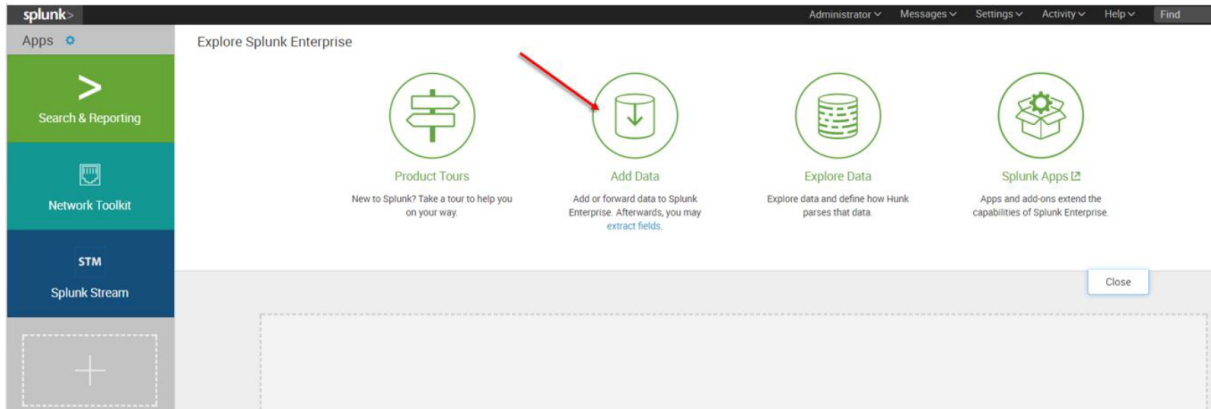 splunk>
Administrator
Messages
Settings
Activity
Help
Find
Apps
Explore Splunk Enterprise
Search & Reporting
Network Toolkit
STM
Splunk Stream
Product Tours
New to Splunk? Take a tour to help you
on your way.
Add Data
Add or forward data to Splunk
Enterprise. Afterwards, you may
extract fields.
Explore Data
Explore data and define how Hunk
parses that data.
Splunk Apps
Apps and add-ons extend the
capabilities of Splunk Enterprise.
Close